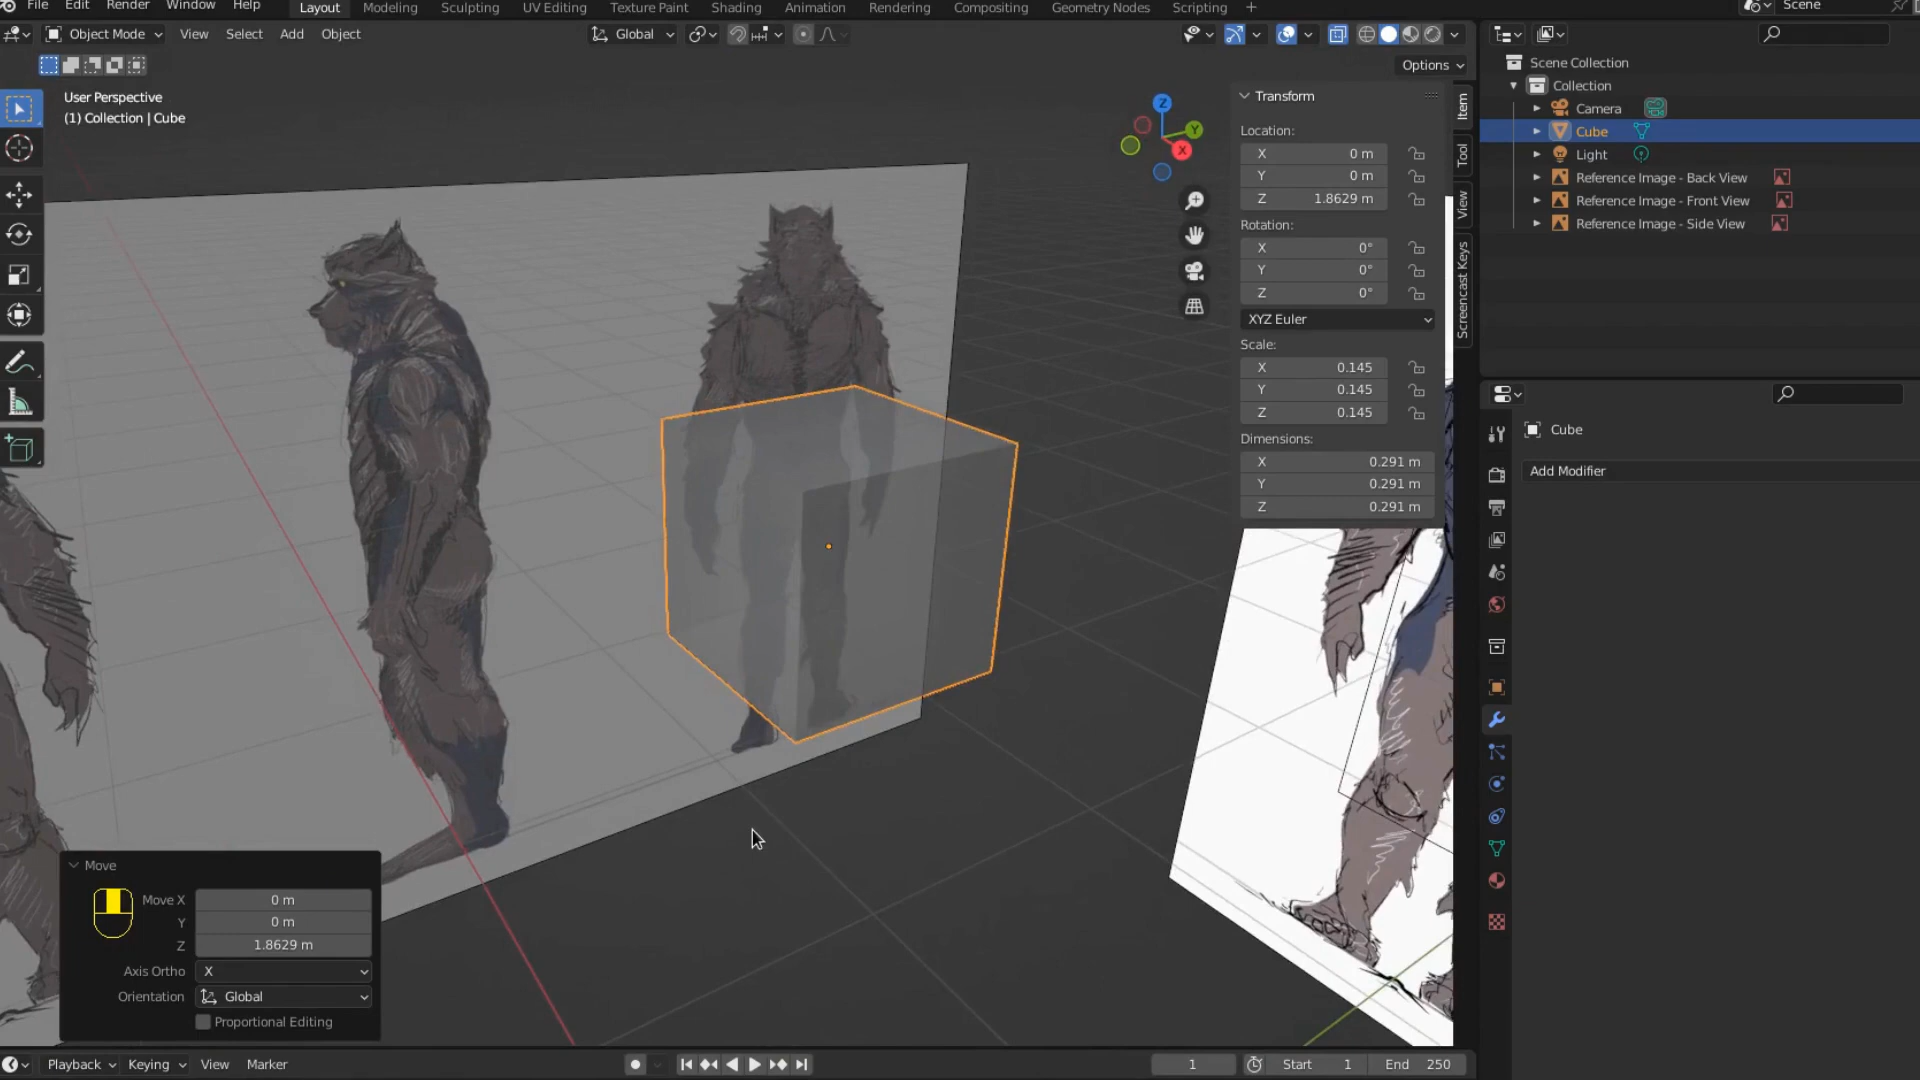 File Edit Render Window Help Layout Modeling Sculpting UV Editing Texture Paint Shading Animation Rendering Compositing Geometry Nodes Scripting + Scene
Object Mode View Select Add Object Global
Options
User Perspective
(1) Collection | Cube
Z
Y
X
Transform
Location:
X 0 m
Y 0 m
Z 1.8629 m
Rotation:
X 0°
Y 0°
Z 0°
XYZ Euler
Scale:
X 0.145
Y 0.145
Z 0.145
Dimensions:
X 0.291 m
Y 0.291 m
Z 0.291 m
Item
Tool
View
Screencast Keys
Scene Collection
Collection
Camera
Cube
Light
Reference Image - Back View
Reference Image - Front View
Reference Image - Side View
Cube
Add Modifier
Move
Move X 0 m
Y 0 m
Z 1.8629 m
Axis Ortho X
Orientation Global
Proportional Editing
Playback Keying View Marker 1 Start 1 End 250